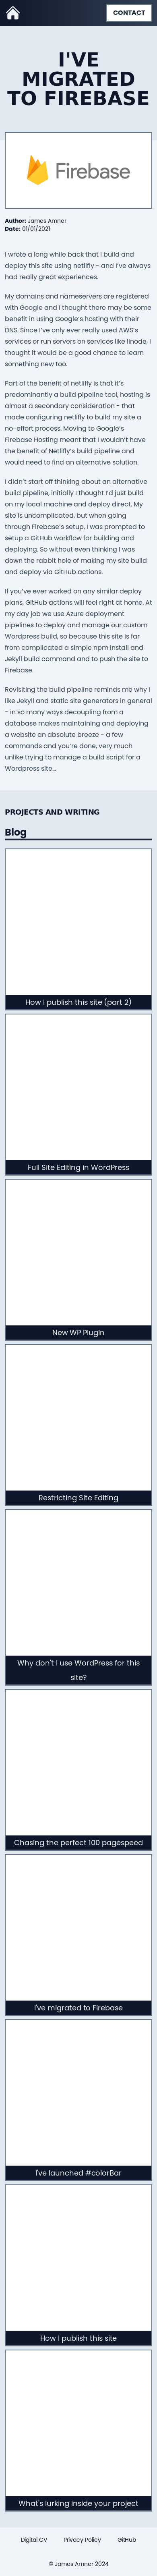 CONTACT
I'VE
MIGRATED
TO FIREBASE
Firebase
Author: James Amner
Date: 01/01/2021
I wrote a long while back that I build and
deploy this site using netlify – and I've always
had really great experiences.
My domains and nameservers are registered
with Google and I thought there may be some
benefit in using Google's hosting with their
DNS. Since I've only ever really used AWS's
services or run servers on services like linode, I
thought it would be a good chance to learn
something new too.
Part of the benefit of netlify is that it's
predominantly a build pipeline tool, hosting is
almost a secondary consideration – that
made configuring netlify to build my site a
no-effort process. Moving to Google's
Firebase Hosting meant that I wouldn't have
the benefit of Netlifly's build pipeline and
would need to find an alternative solution.
I didn't start off thinking about an alternative
build pipeline, initially I thought I'd just build
on my local machine and deploy direct. My
site is uncomplicated, but when going
through Firebase's setup, I was prompted to
setup a GitHub workflow for building and
deploying. So without even thinking I was
down the rabbit hole of making my site build
and deploy via GitHub actions.
If you've ever worked on any similar deploy
plans, GitHub actions will feel right at home. At
my day job we use Azure deployment
pipelines to deploy and manage our custom
Wordpress build, so because this site is far
from complicated a simple npm install and
Jekyll build command and to push the site to
Firebase.
Revisiting the build pipeline reminds me why I
like Jekyll and static site generators in general
- in so many ways decoupling from a
database makes maintaining and deploying
a website an absolute breeze - a few
commands and you're done, very much
unlike trying to manage a build script for a
Wordpress site…
PROJECTS AND WRITING
Blog
How I publish this site (part 2)
Full Site Editing in WordPress
New WP Plugin
Restricting Site Editing
Why don't I use WordPress for this
site?
Chasing the perfect 100 pagespeed
I've migrated to Firebase
I've launched #colorBar
How I publish this site
What's lurking inside your project
Digital CV
Privacy Policy
GitHub
© James Amner 2024